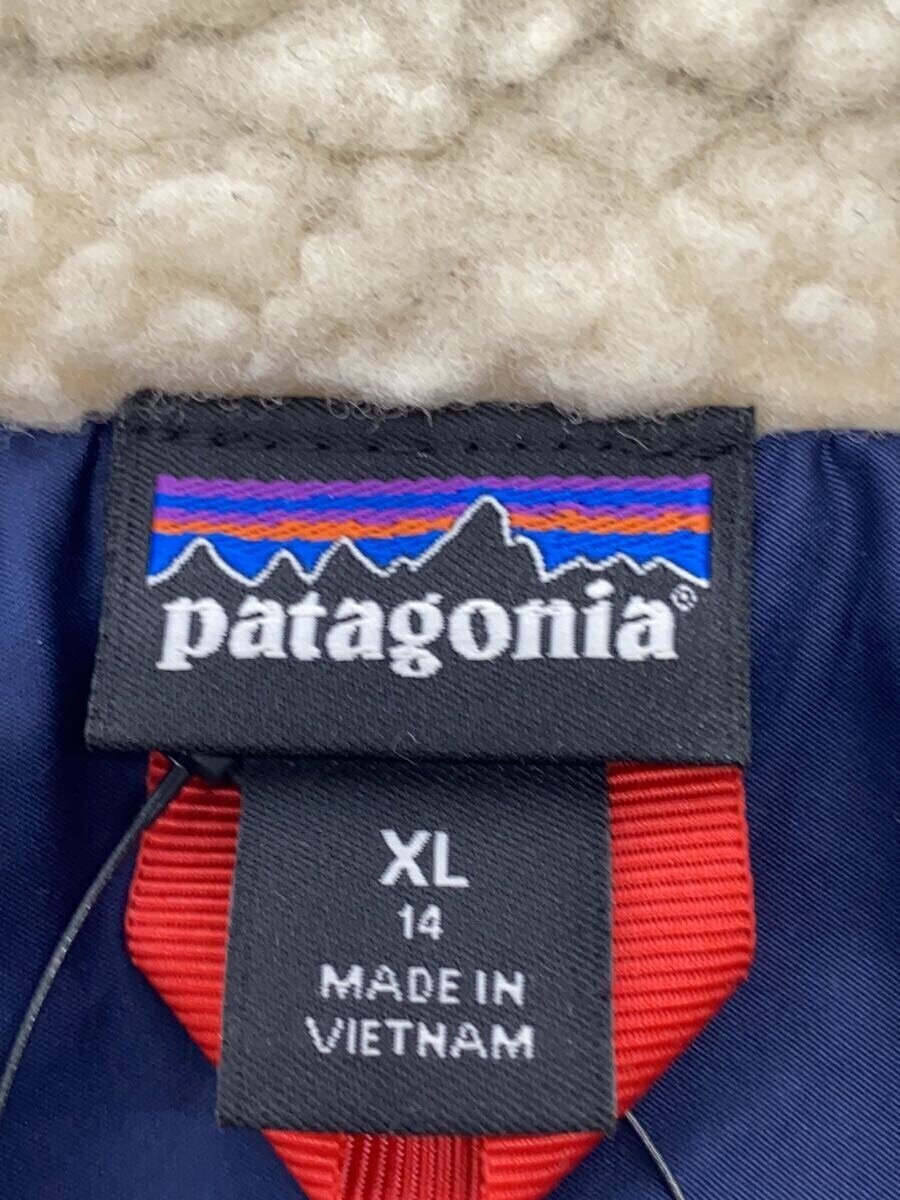 patagonia®
XL
14
MADE IN
VIETNAM